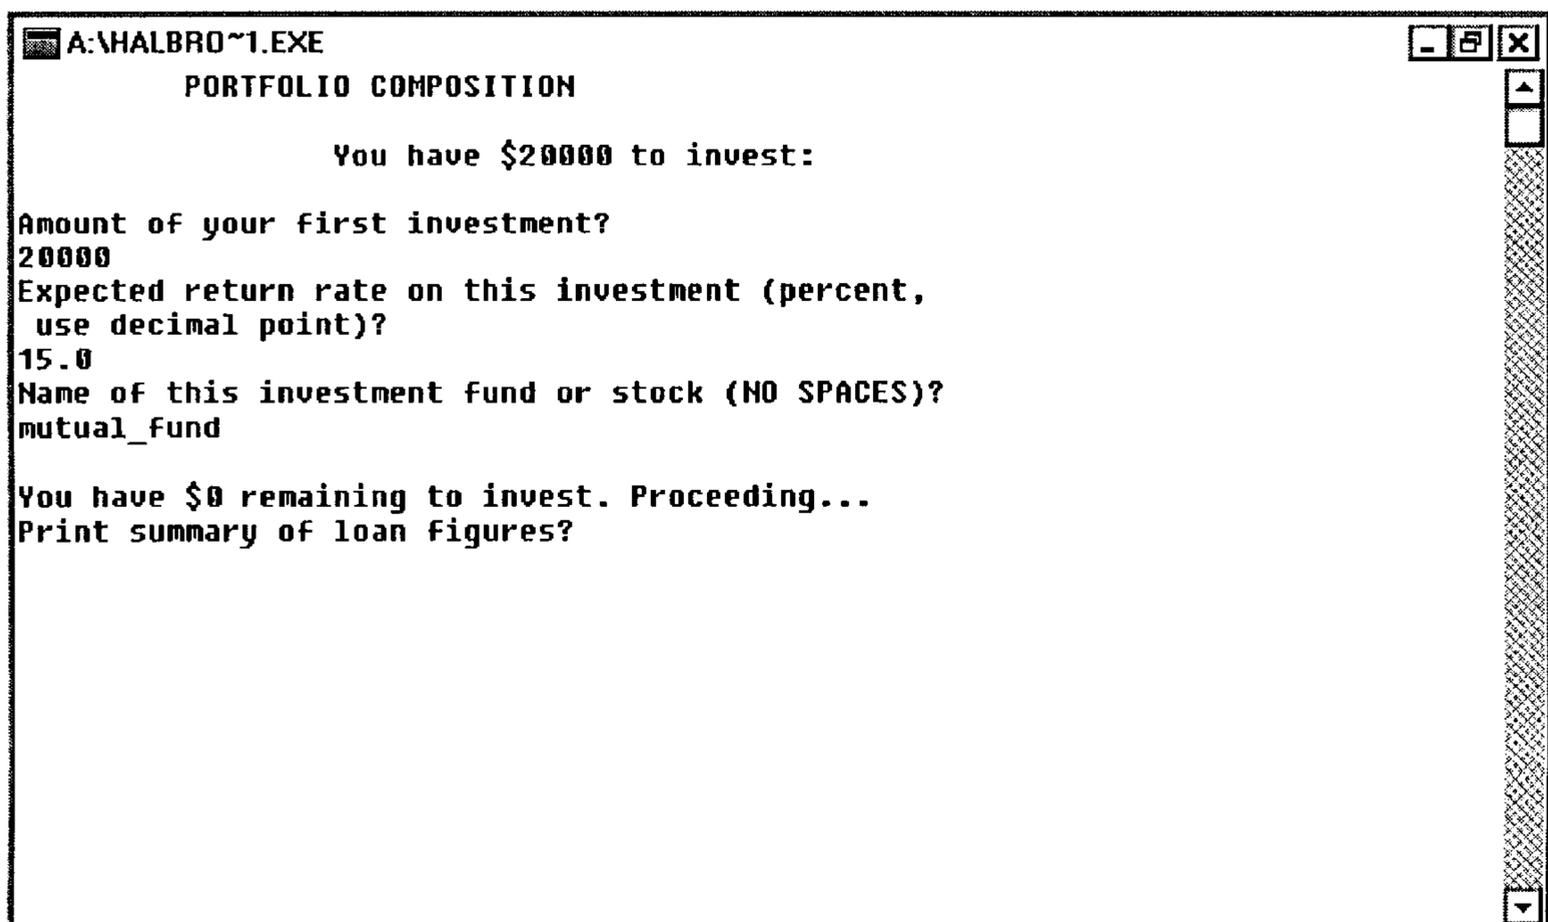 A:\HALBRO~1.EXE
PORTFOLIO COMPOSITION
You have $20000 to invest:
Amount of your first investment?
20000
Expected return rate on this investment (percent,
use decimal point)?
15.0
Name of this investment fund or stock (NO SPACES)?
mutual_fund
You have $0 remaining to invest. Proceeding...
Print summary of loan figures?